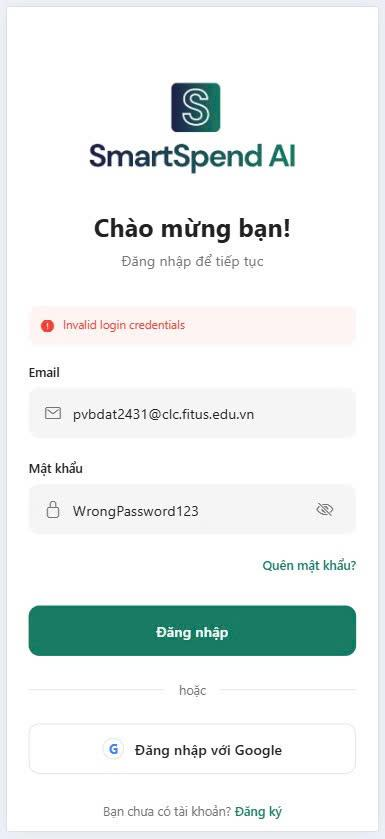 S
SmartSpend AI
Chào mừng bạn!
Đăng nhập để tiếp tục
Invalid login credentials
Email
pvbdat2431@clc.fitus.edu.vn
Mật khẩu
WrongPassword123
Quên mật khẩu?
Đăng nhập
hoặc
G Đăng nhập với Google
Bạn chưa có tài khoản? Đăng ký